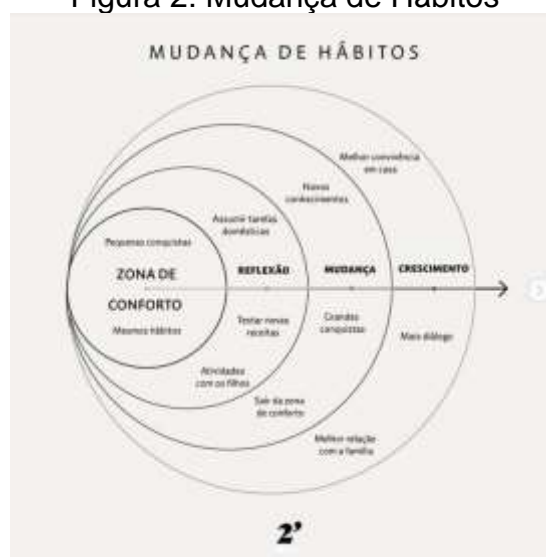 Figura 2. Mudança de Hábitos
MUDANÇA DE HÁBITOS
Melhor convivência
em casa
Novos
conhecimentos
Assumir tarefas
domésticas
Pequenas conquistas
ZONA DE
CONFORTO
REFLEXÃO
MUDANÇA
CRESCIMENTO
Mesmos hábitos
Testar novas
receitas
Grandes
conquistas
Mais diálogo
Atividades
com os filhos
Sair da zona
de conforto
Melhor relação
com a família
2’